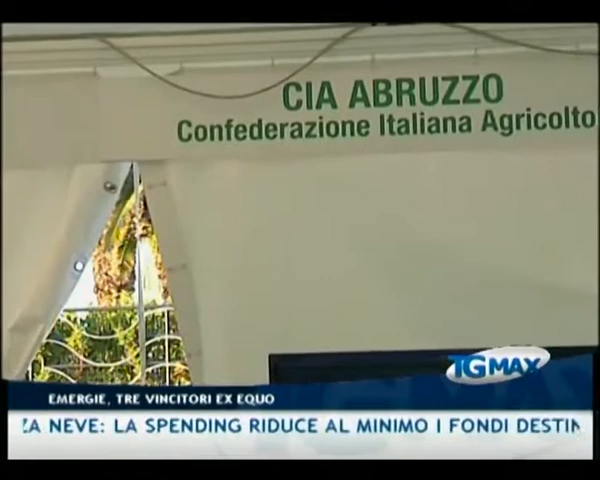 CIA ABRUZZO
Confederazione Italiana Agricolto
TGMAX
EMERGIE, TRE VINCITORI EX EQUO
ZA NEVE: LA SPENDING RIDUCE AL MINIMO I FONDI DESTIN